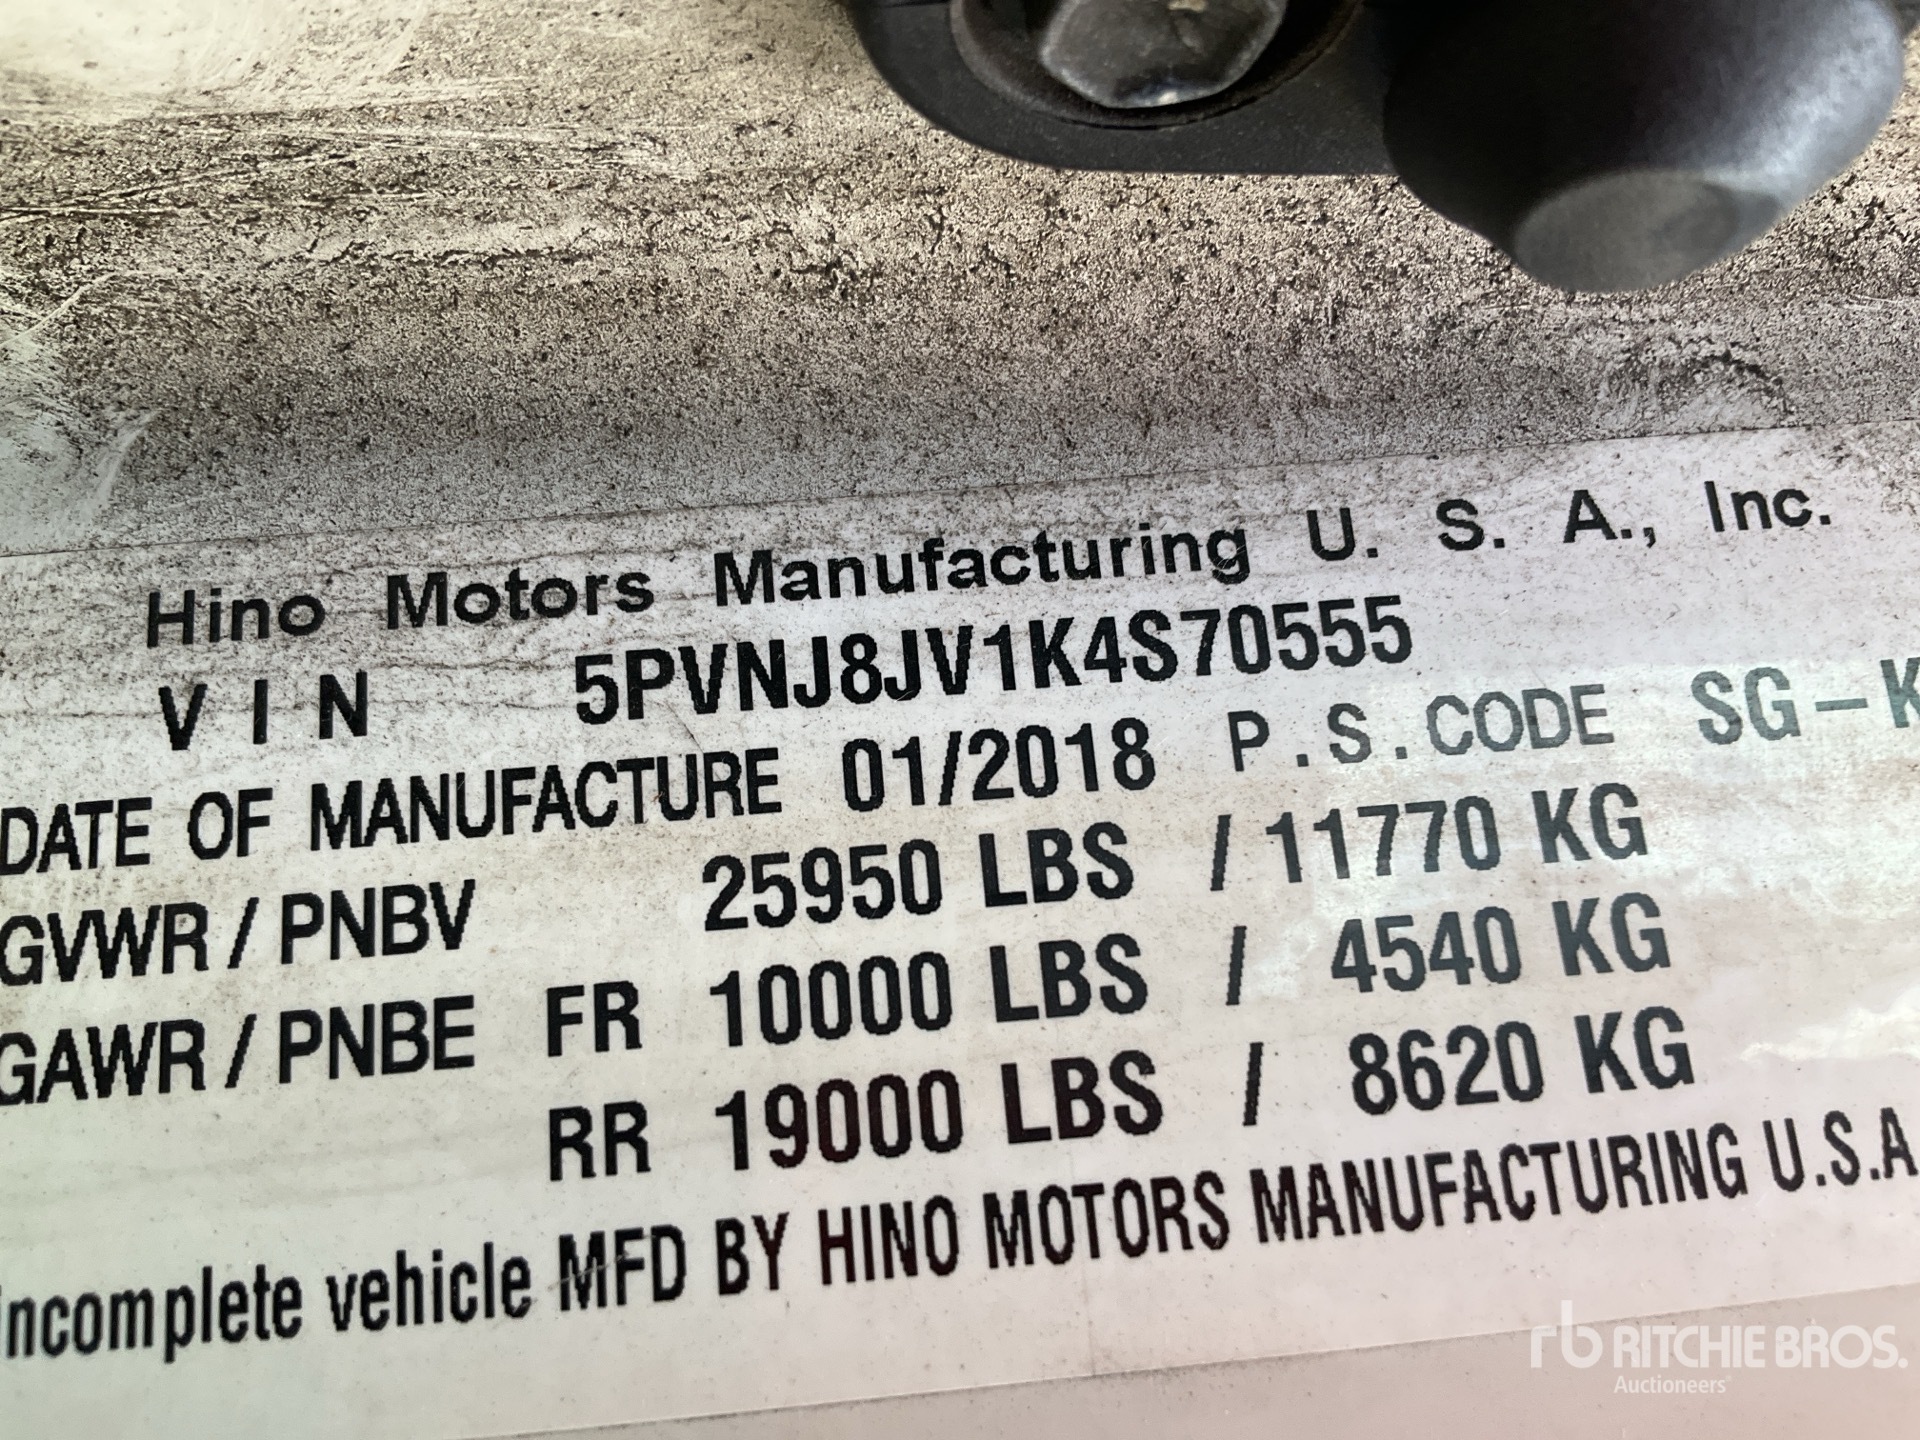 Hino Motors Manufacturing U. S. A., Inc.
VIN 5PVNJ8JV1K4S70555
DATE OF MANUFACTURE 01/2018 P.S.CODE SG-K
GVWR / PNBV 25950 LBS / 11770 KG
GAWR / PNBE FR 10000 LBS / 4540 KG
RR 19000 LBS / 8620 KG
incomplete vehicle MFD BY HINO MOTORS MANUFACTURING U.S.A
rb RITCHIE BROS.
Auctioneers